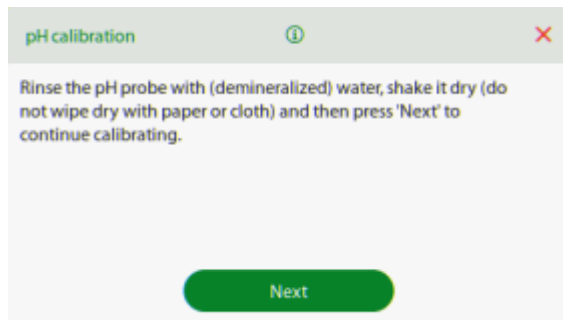 pH calibration
Rinse the pH probe with (demineralized) water, shake it dry (do
not wipe dry with paper or cloth) and then press 'Next' to
continue calibrating.
Next